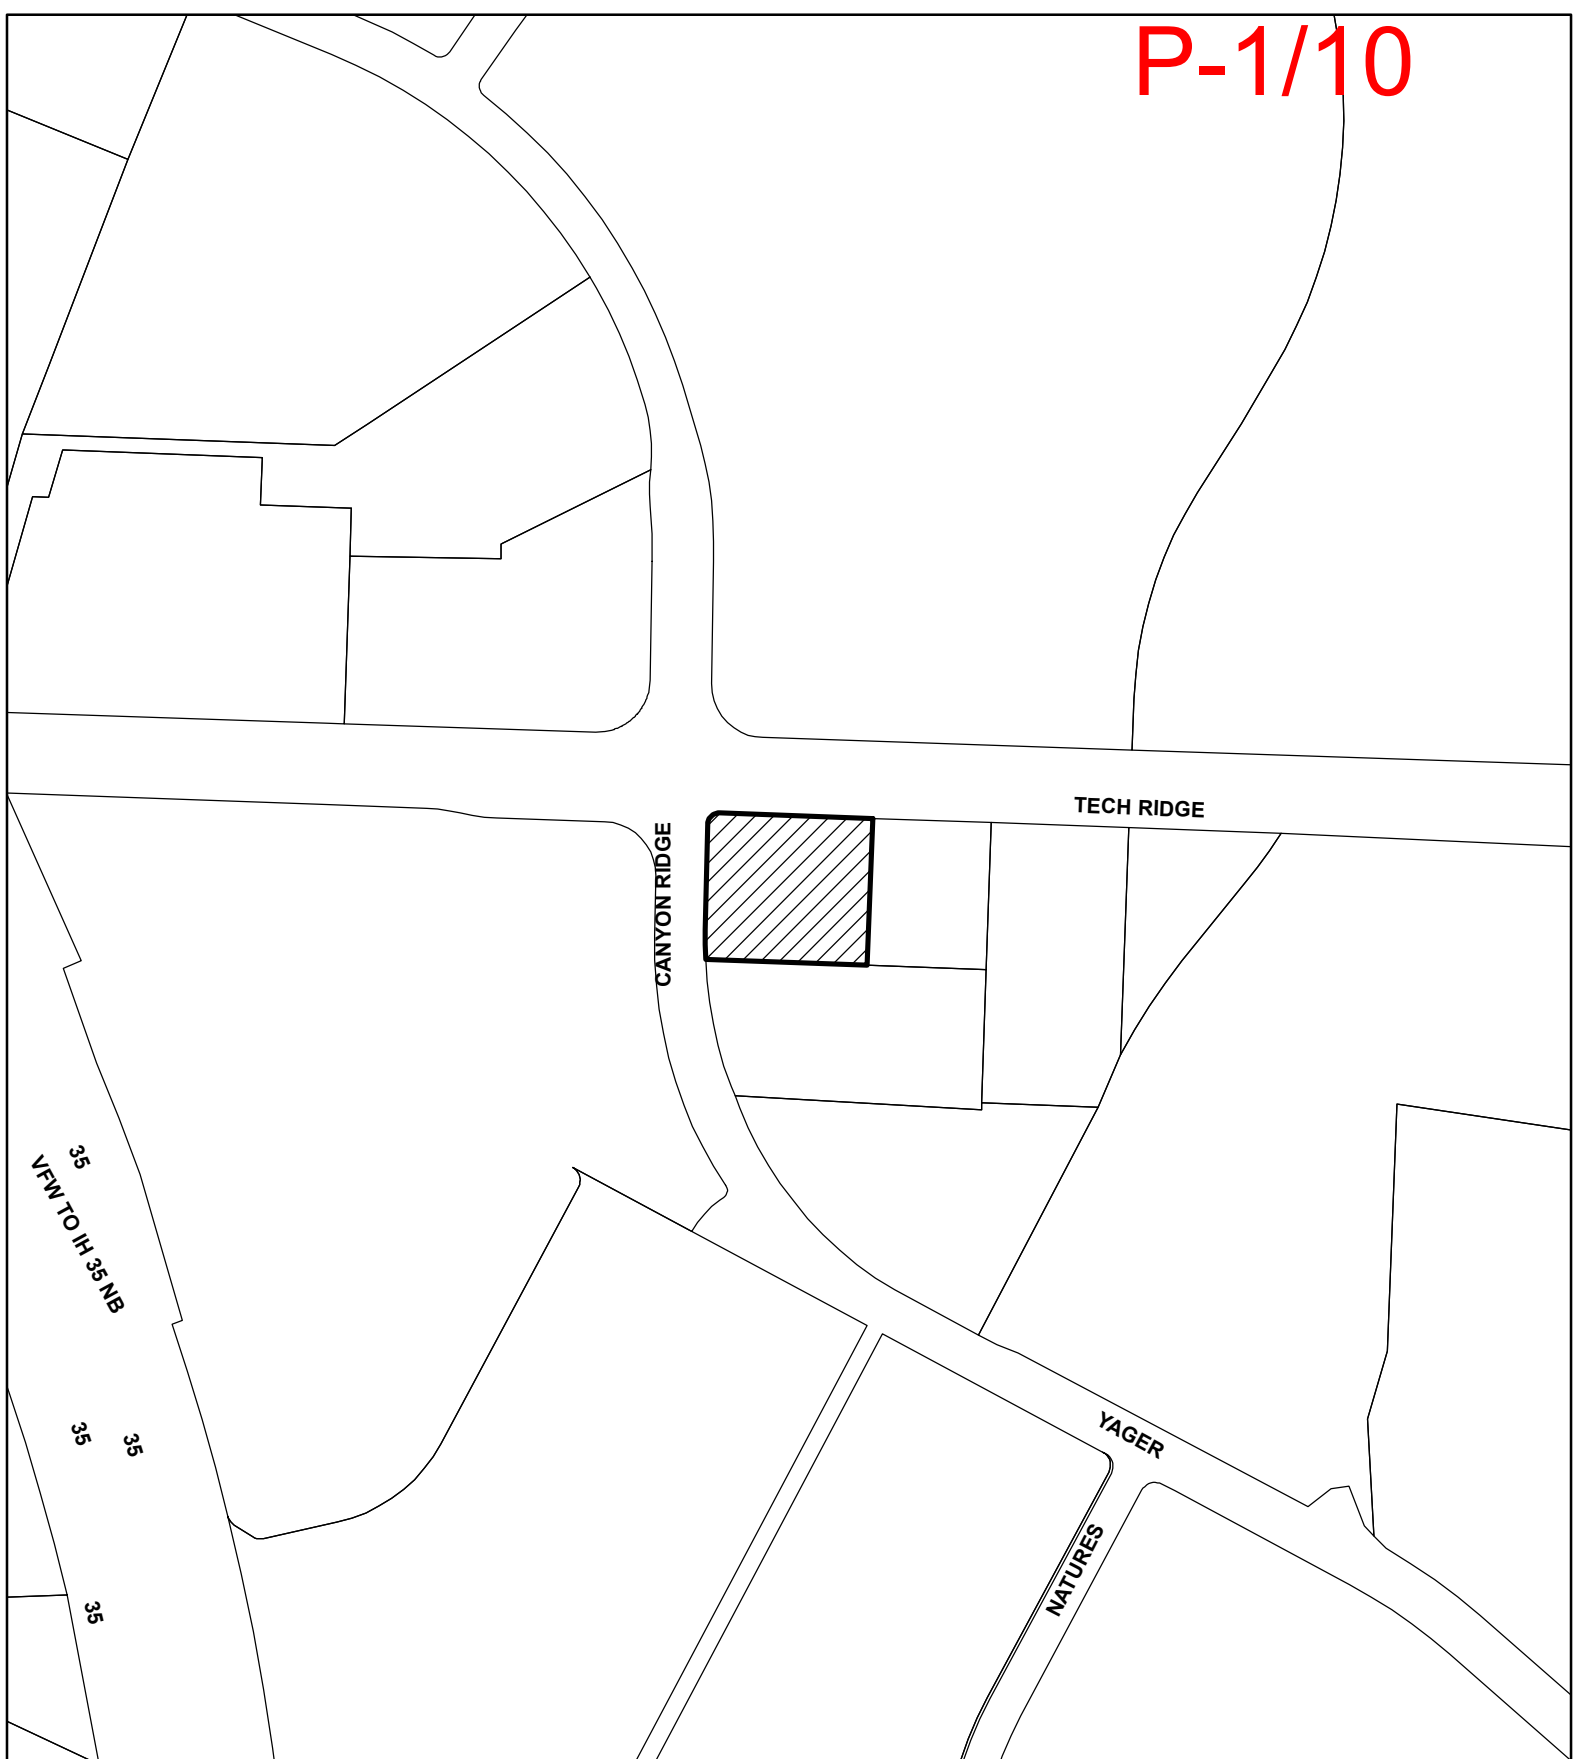 P-1/10
TECH RIDGE
CANYON RIDGE
35
VFW TO IH 35 NB
35
35
YAGER
NATURES
35